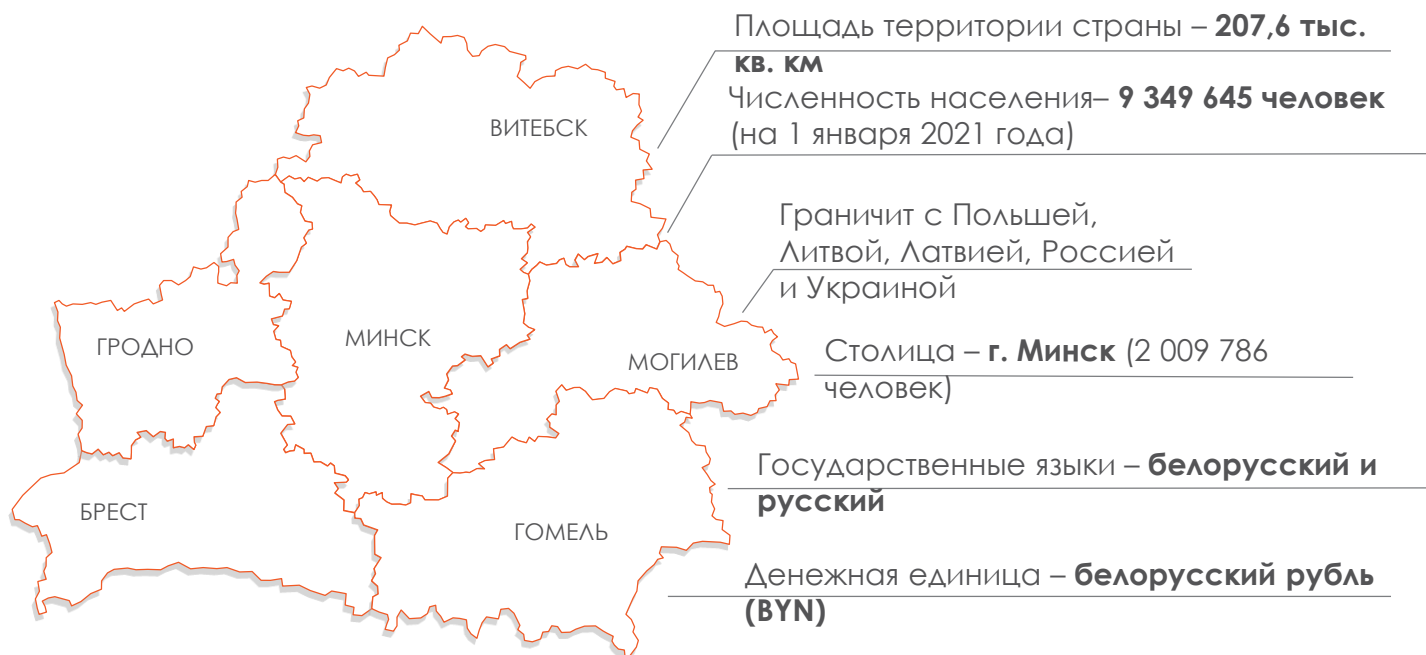 Площадь территории страны – 207,6 тыс.
кв. км
Численность населения– 9 349 645 человек
(на 1 января 2021 года)
ВИТЕБСК
Граничит с Польшей,
Литвой, Латвией, Россией
и Украиной
ГРОДНО
МИНСК
МОГИЛЕВ
Столица – г. Минск (2 009 786
человек)
Государственные языки – белорусский и
русский
БРЕСТ
ГОМЕЛЬ
Денежная единица – белорусский рубль
(BYN)